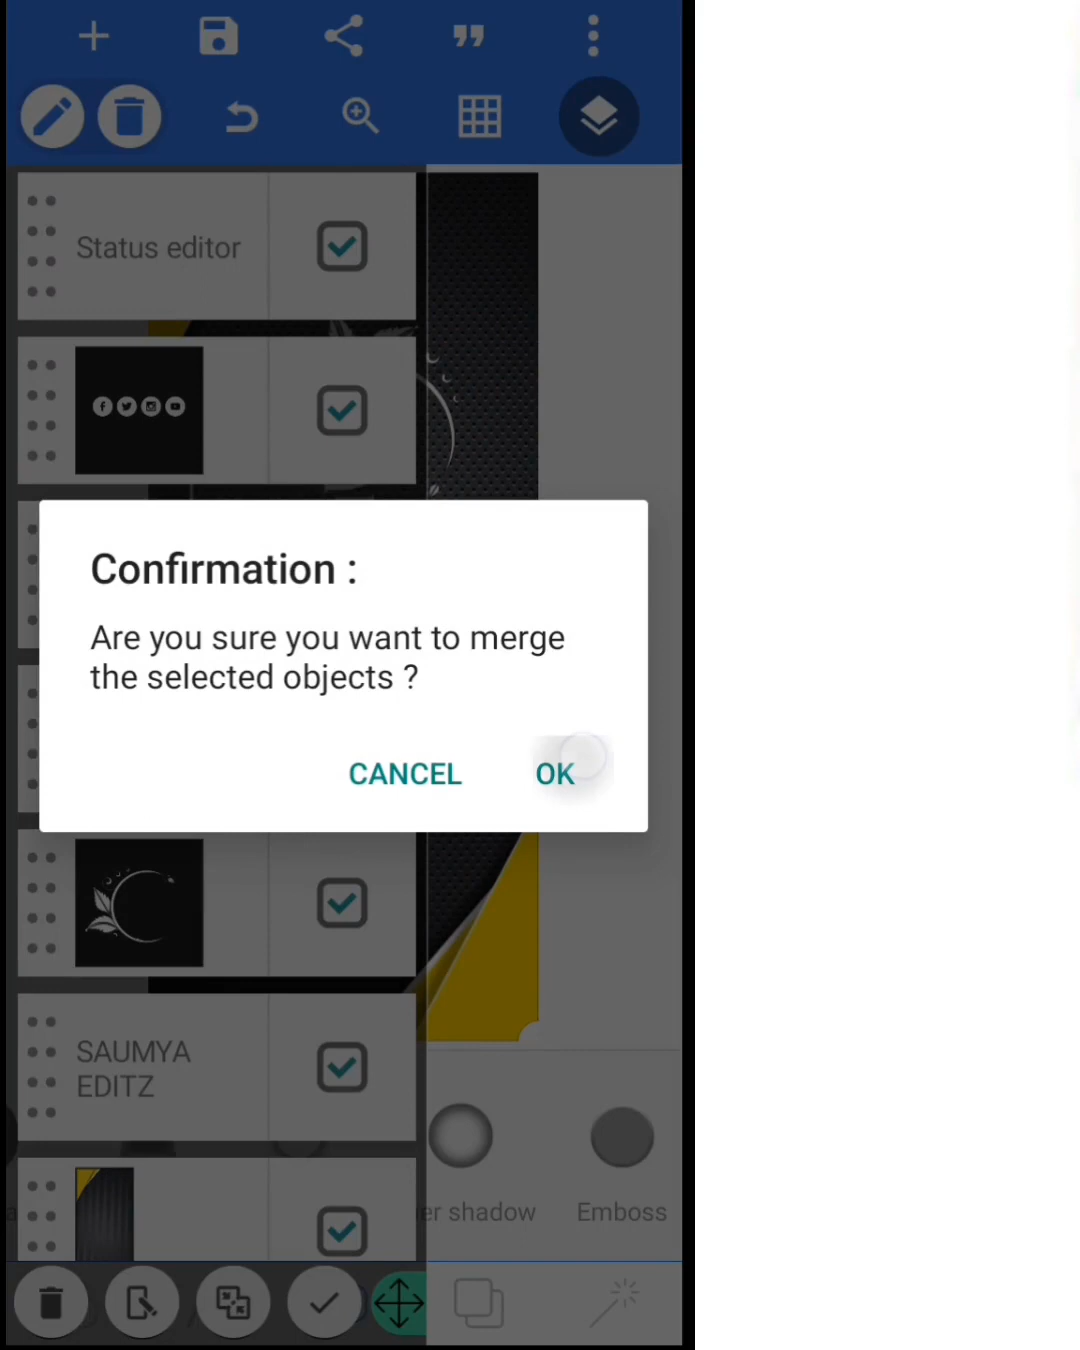 Status editor
Confirmation :
Are you sure you want to merge
the selected objects ?
CANCEL
OK
SAUMYA
EDITZ
er shadow
Emboss